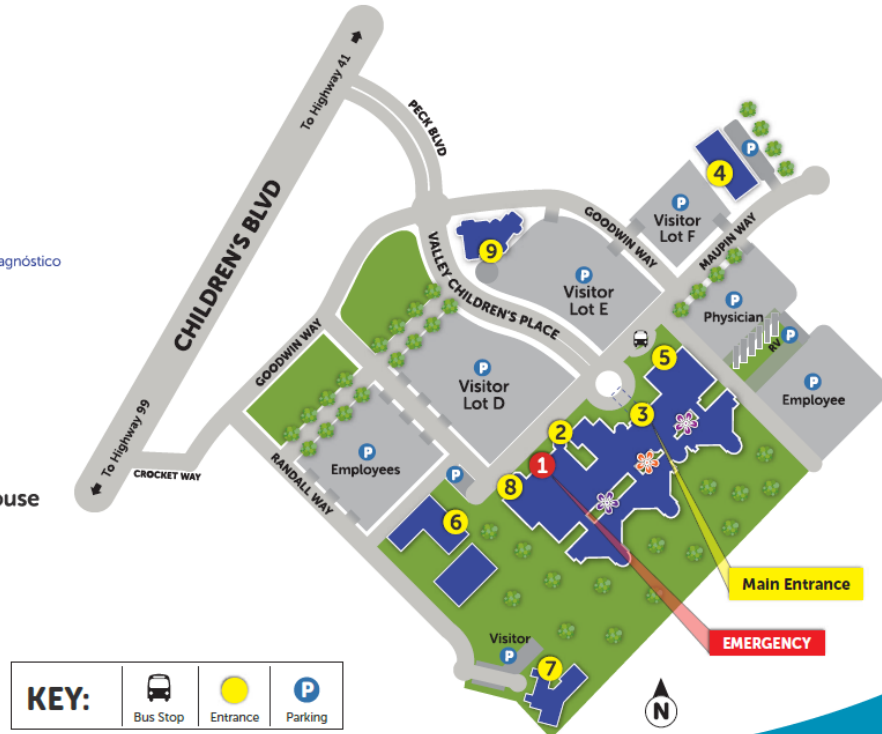 To Highway 41
PECK BLVD
CHILDREN'S BLVD
agnóstico
4
P
P
Visitor
Lot F
GOODWIN WAY
MAUPIN WAY
9
VALLEY CHILDREN'S PLACE
P
Visitor
Lot E
P
Physician
RV
P
P
Employee
GOODWIN WAY
P
Visitor
Lot D
5
3
2
1
8
To Highway 99
CROCKET WAY
P
Employees
RANDALL WAY
P
ouse
6
Main Entrance
EMERGENCY
Visitor
P
7
N
KEY:
Bus Stop
Entrance
P
Parking